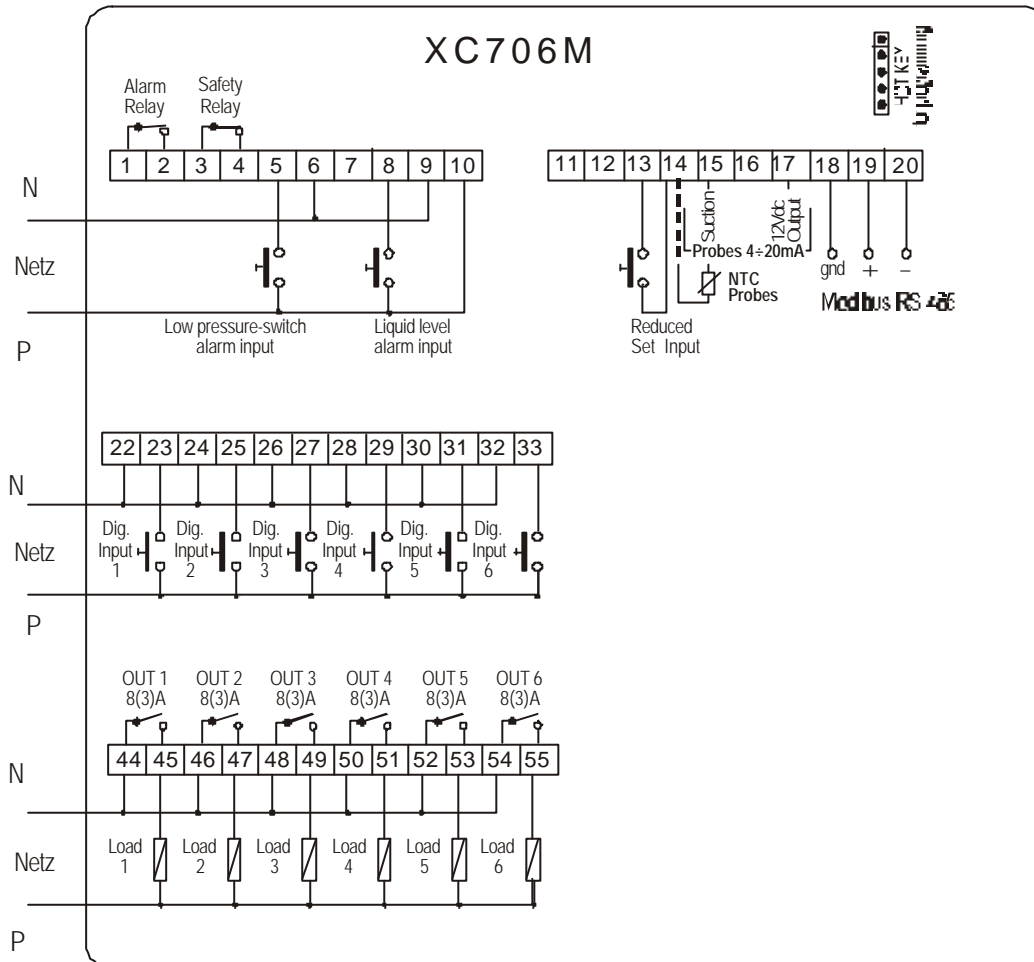 XC706M
HOT KEY
Alarm
Relay
Safety
Relay
1 2 3 4 5 6 7 8 9 10
11 12 13 14 15 16 17 18 19 20
N
Netz
P
Suction
12Vdc
Output
Probes 4÷20mA
NTC
Probes
gnd + -
Modbus RS 485
Low pressure-switch
alarm input
Liquid level
alarm input
Reduced
Set Input
22 23 24 25 26 27 28 29 30 31 32 33
N
Netz
P
Dig.
Input
1
Dig.
Input
2
Dig.
Input
3
Dig.
Input
4
Dig.
Input
5
Dig.
Input
6
OUT 1
8(3)A
OUT 2
8(3)A
OUT 3
8(3)A
OUT 4
8(3)A
OUT 5
8(3)A
OUT 6
8(3)A
44 45 46 47 48 49 50 51 52 53 54 55
N
Netz
P
Load
1
Load
2
Load
3
Load
4
Load
5
Load
6